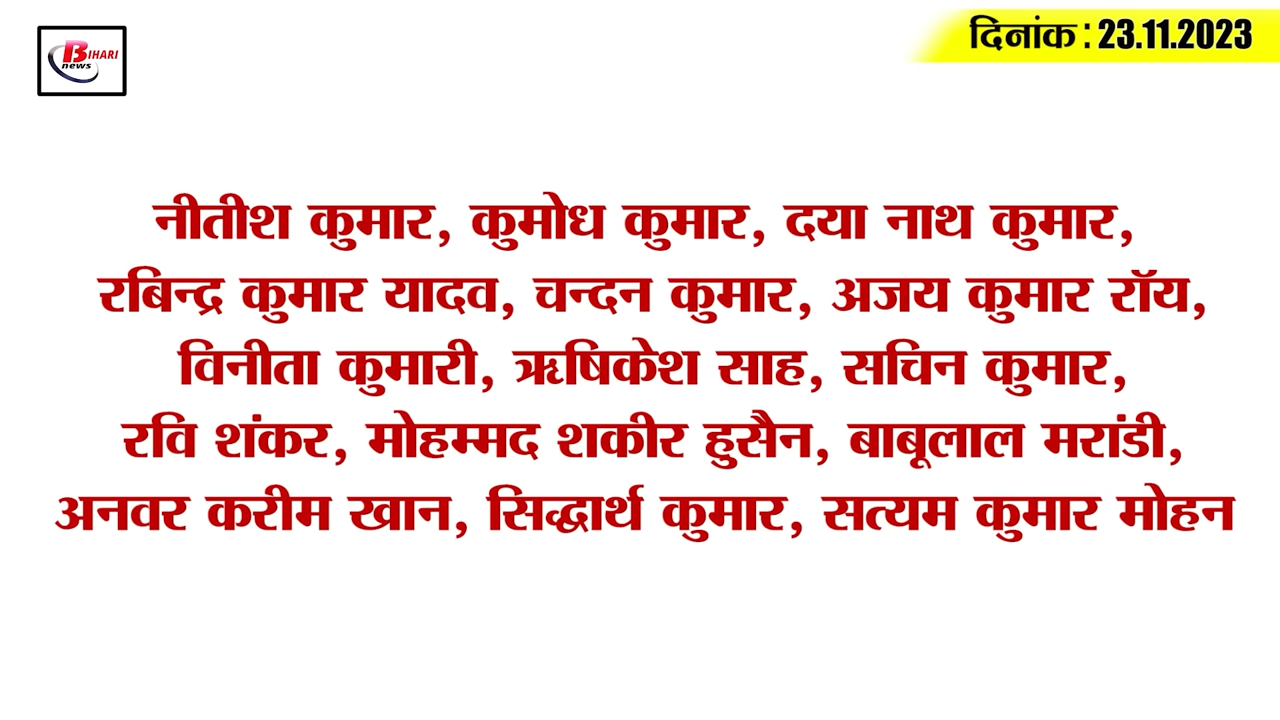 BIHARI
news
दिनांक : 23.11.2023
नीतीश कुमार, कुमोध कुमार, दया नाथ कुमार,
रबिन्द्र कुमार यादव, चन्दन कुमार, अजय कुमार रॉय,
विनीता कुमारी, ऋषिकेश साह, सचिन कुमार,
रवि शंकर, मोहम्मद शकीर हुसैन, बाबूलाल मरांडी,
अनवर करीम खान, सिद्धार्थ कुमार, सत्यम कुमार मोहन